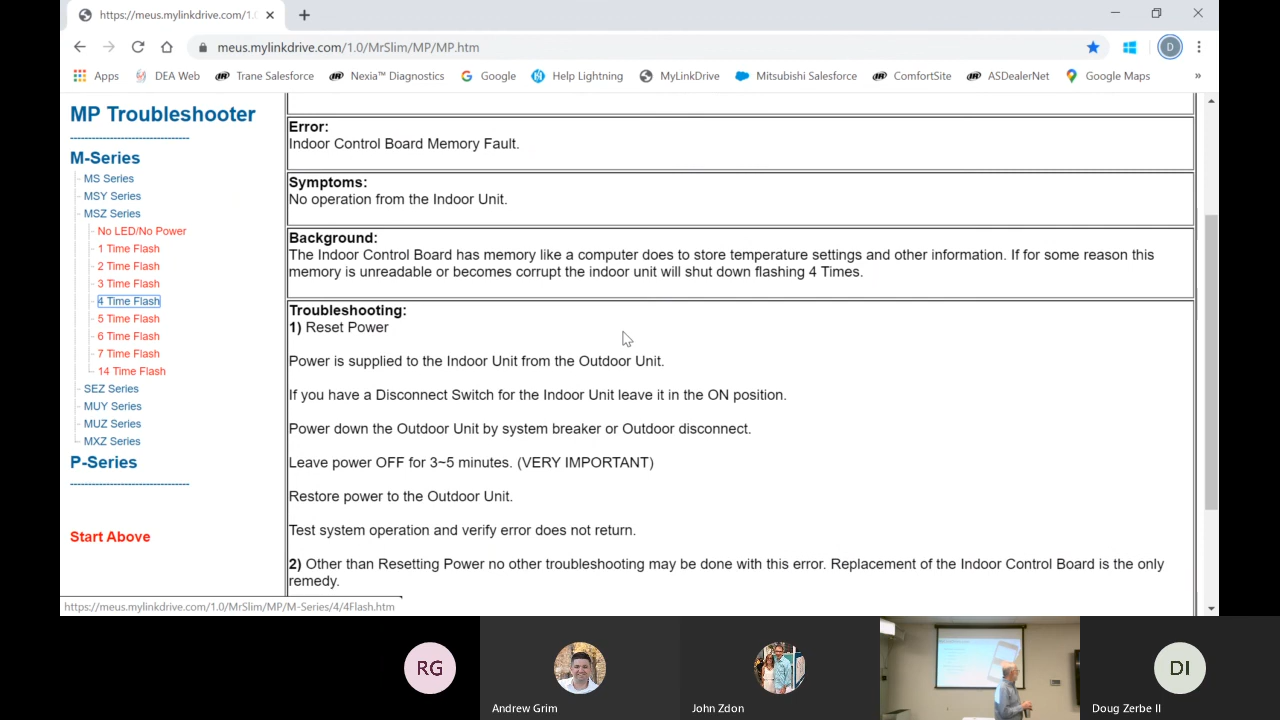 https://meus.mylinkdrive.com/1.0
meus.mylinkdrive.com/1.0/MrSlim/MP/MP.htm
D
Apps DEA Web Trane Salesforce Nexia™ Diagnostics Google Help Lightning MyLinkDrive Mitsubishi Salesforce ComfortSite ASDealerNet Google Maps »
MP Troubleshooter
--------------------------------
M-Series
MS Series
MSY Series
MSZ Series
No LED/No Power
1 Time Flash
2 Time Flash
3 Time Flash
4 Time Flash
5 Time Flash
6 Time Flash
7 Time Flash
14 Time Flash
SEZ Series
MUY Series
MUZ Series
MXZ Series
P-Series
--------------------------------
Start Above
Error:
Indoor Control Board Memory Fault.
Symptoms:
No operation from the Indoor Unit.
Background:
The Indoor Control Board has memory like a computer does to store temperature settings and other information. If for some reason this
memory is unreadable or becomes corrupt the indoor unit will shut down flashing 4 Times.
Troubleshooting:
1) Reset Power
Power is supplied to the Indoor Unit from the Outdoor Unit.
If you have a Disconnect Switch for the Indoor Unit leave it in the ON position.
Power down the Outdoor Unit by system breaker or Outdoor disconnect.
Leave power OFF for 3~5 minutes. (VERY IMPORTANT)
Restore power to the Outdoor Unit.
Test system operation and verify error does not return.
2) Other than Resetting Power no other troubleshooting may be done with this error. Replacement of the Indoor Control Board is the only
remedy.
https://meus.mylinkdrive.com/1.0/MrSlim/MP/M-Series/4/4Flash.htm
RG
DI
Andrew Grim
John Zdon
Doug Zerbe II